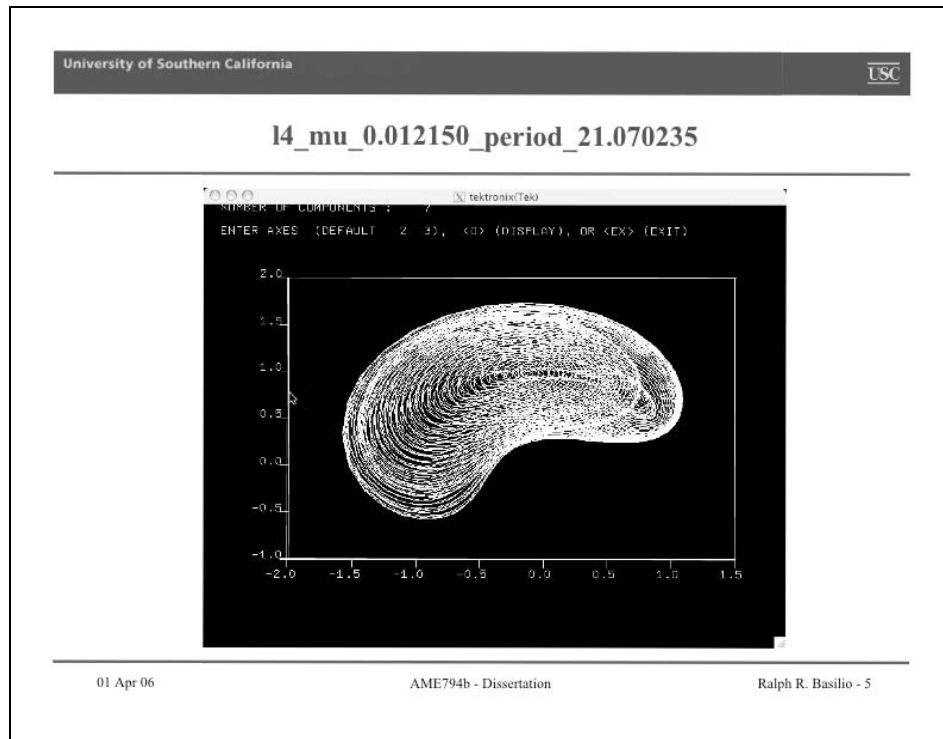 University of Southern California
USC
l4_mu_0.012150_period_21.070235
X tektronix(Tek)
NUMBER OF COMPONENTS : 7
ENTER AXES (DEFAULT 2 3), <D> (DISPLAY), OR <EX> (EXIT)
2.0
1.5
1.0
0.5
0.0
-0.5
-1.0
-2.0 -1.5 -1.0 -0.5 0.0 0.5 1.0 1.5
01 Apr 06 AME794b - Dissertation Ralph R. Basilio - 5